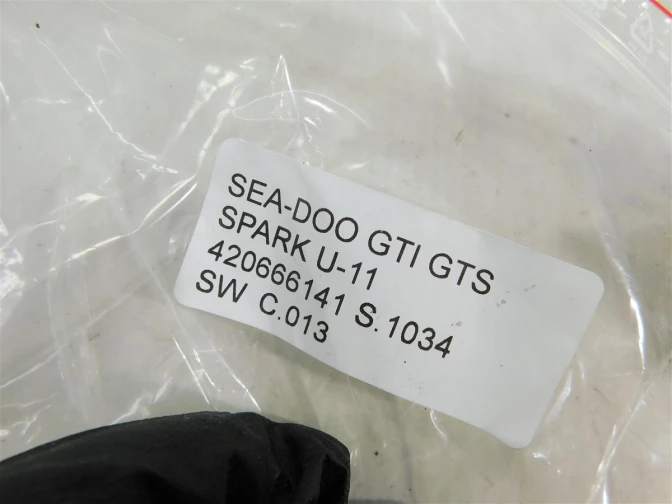 SEA-DOO GTI GTS
SPARK U-11
420666141 S.1034
SW C.013